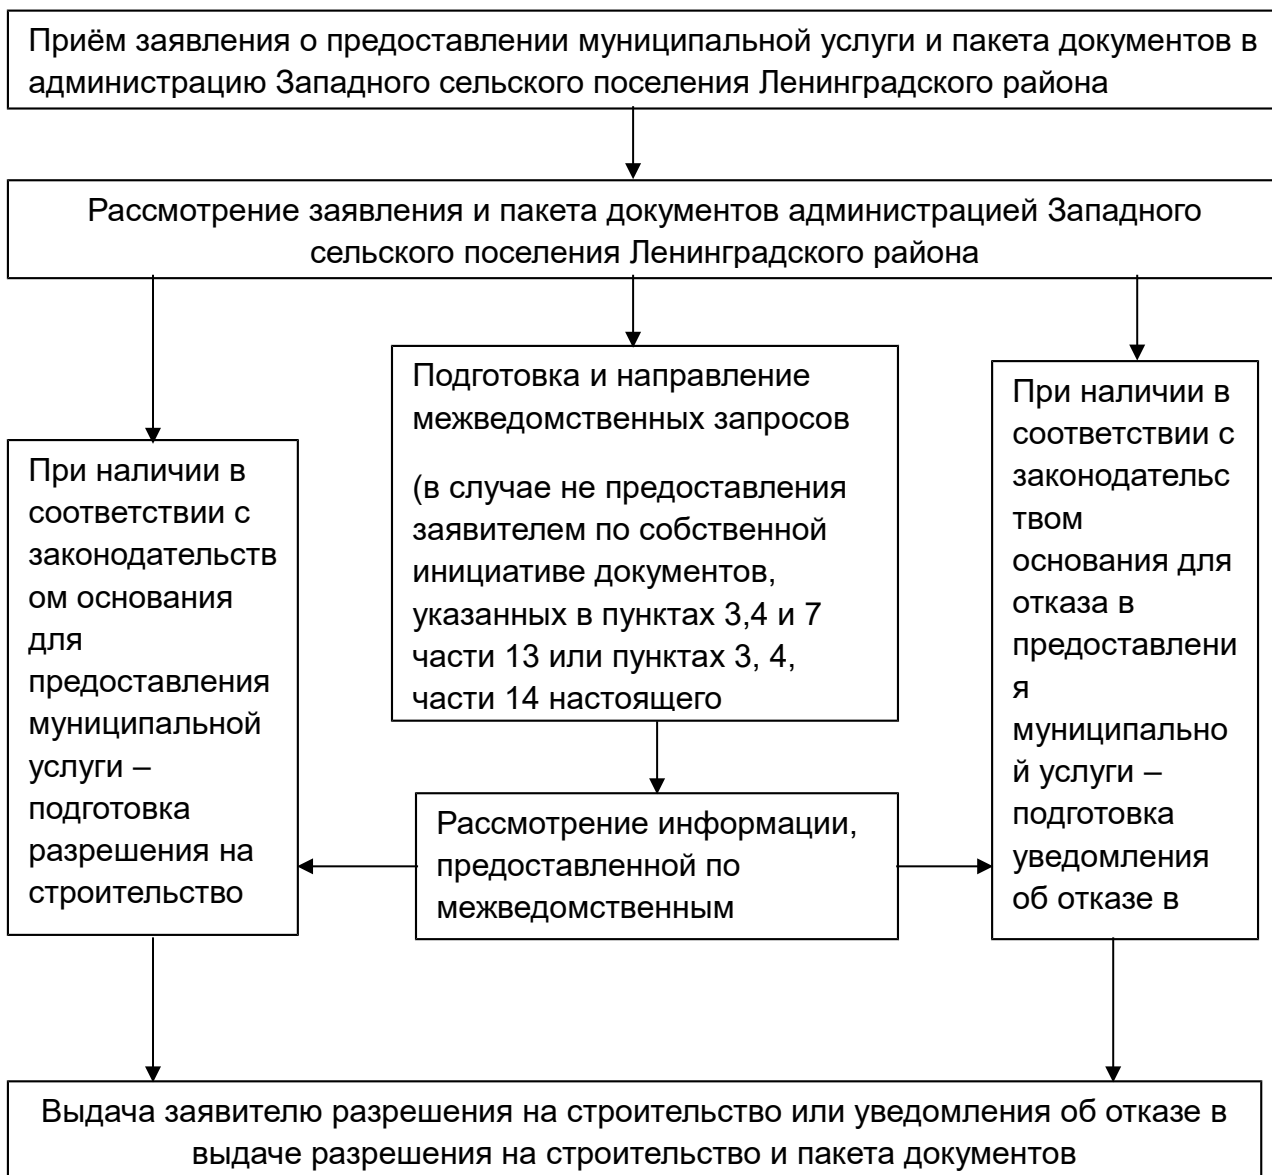 Приём заявления о предоставлении муниципальной услуги и пакета документов в
администрацию Западного сельского поселения Ленинградского района
Рассмотрение заявления и пакета документов администрацией Западного
сельского поселения Ленинградского района
При наличии в
соответствии с
законодательств
ом основания
для
предоставления
муниципальной
услуги –
подготовка
разрешения на
строительство
Подготовка и направление
межведомственных запросов
(в случае не предоставления
заявителем по собственной
инициативе документов,
указанных в пунктах 3,4 и 7
части 13 или пунктах 3, 4,
части 14 настоящего
При наличии в
соответствии с
законодательс
твом
основания для
отказа в
предоставлени
я
муниципально
й услуги –
подготовка
уведомления
об отказе в
Рассмотрение информации,
предоставленной по
межведомственным
Выдача заявителю разрешения на строительство или уведомления об отказе в
выдаче разрешения на строительство и пакета документов